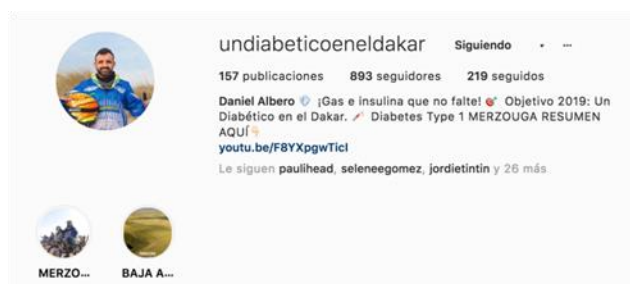 undiabeticoeneldakar Siguiendo
157 publicaciones 893 seguidores 219 seguidos
Daniel Albero 💙 ¡Gas e insulina que no falte! 🎯 Objetivo 2019: Un
Diabético en el Dakar. 💉 Diabetes Type 1 MERZOUGA RESUMEN
AQUÍ👇
youtu.be/F8YXpgwTicI
Le siguen paulihead, seleneegomez, jordietintin y 26 más
MERZO... BAJA A...